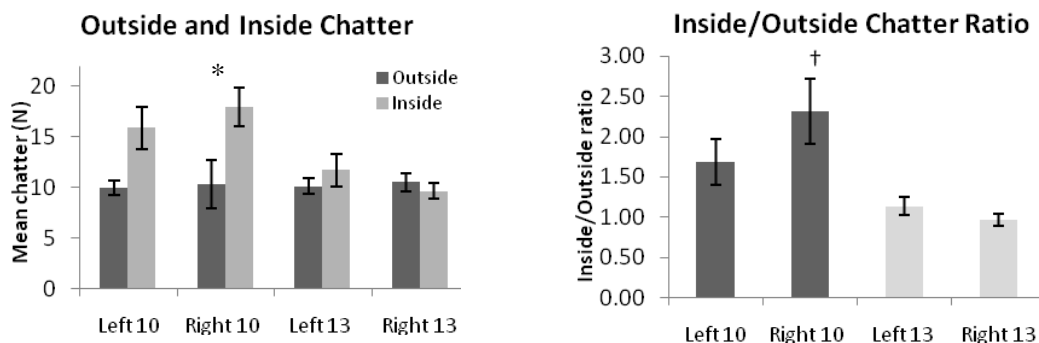 Outside and Inside Chatter
Mean chatter (N)
20
15
10
5
0
*
Outside
Inside
Left 10 Right 10 Left 13 Right 13
Inside/Outside Chatter Ratio
Inside/Outside ratio
3.00
2.50
2.00
1.50
1.00
0.50
0.00
†
Left 10 Right 10 Left 13 Right 13